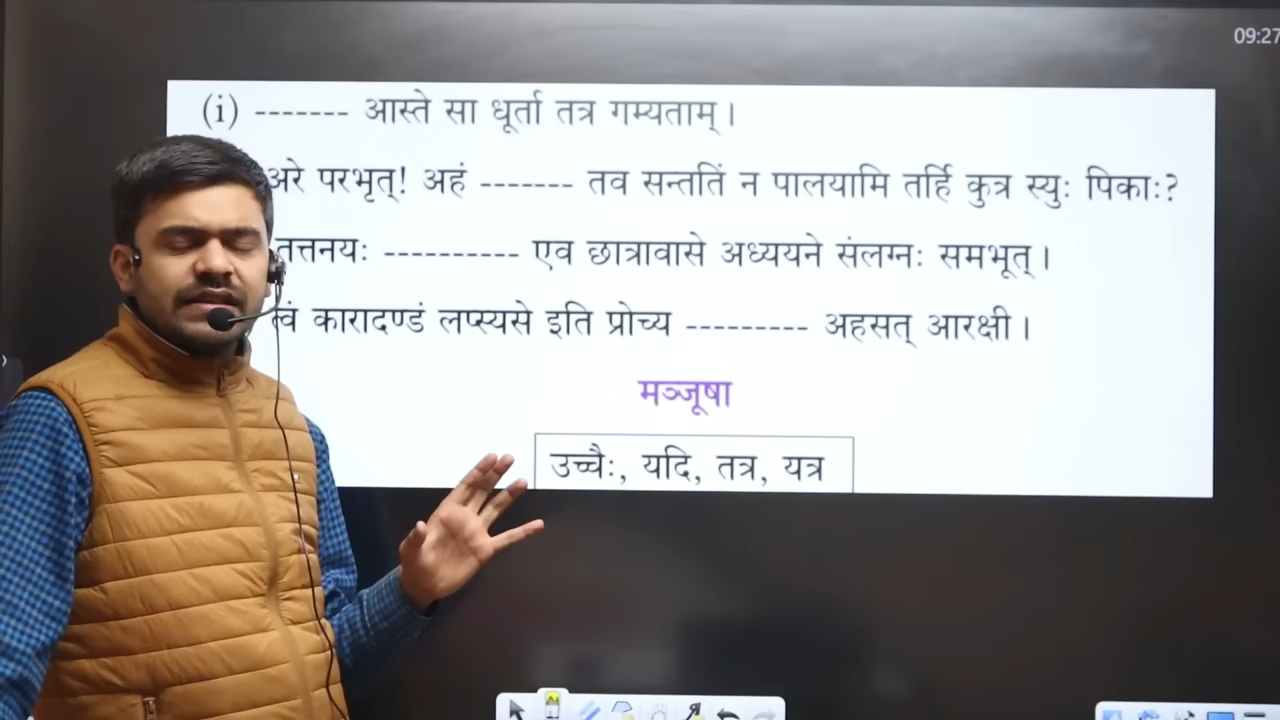 09:27
(i) ------- आस्ते सा धूर्ता तत्र गम्यताम्।
अरे परभृत्! अहं ------- तव सन्ततिं न पालयामि तर्हि कुत्र स्युः पिकाः?
तत्तनयः ---------- एव छात्रावासे अध्ययने संलग्नः समभूत्।
त्वं कारादण्डं लप्स्यसे इति प्रोच्य --------- अहसत् आरक्षी।
मञ्जूषा
उच्चैः, यदि, तत्र, यत्र